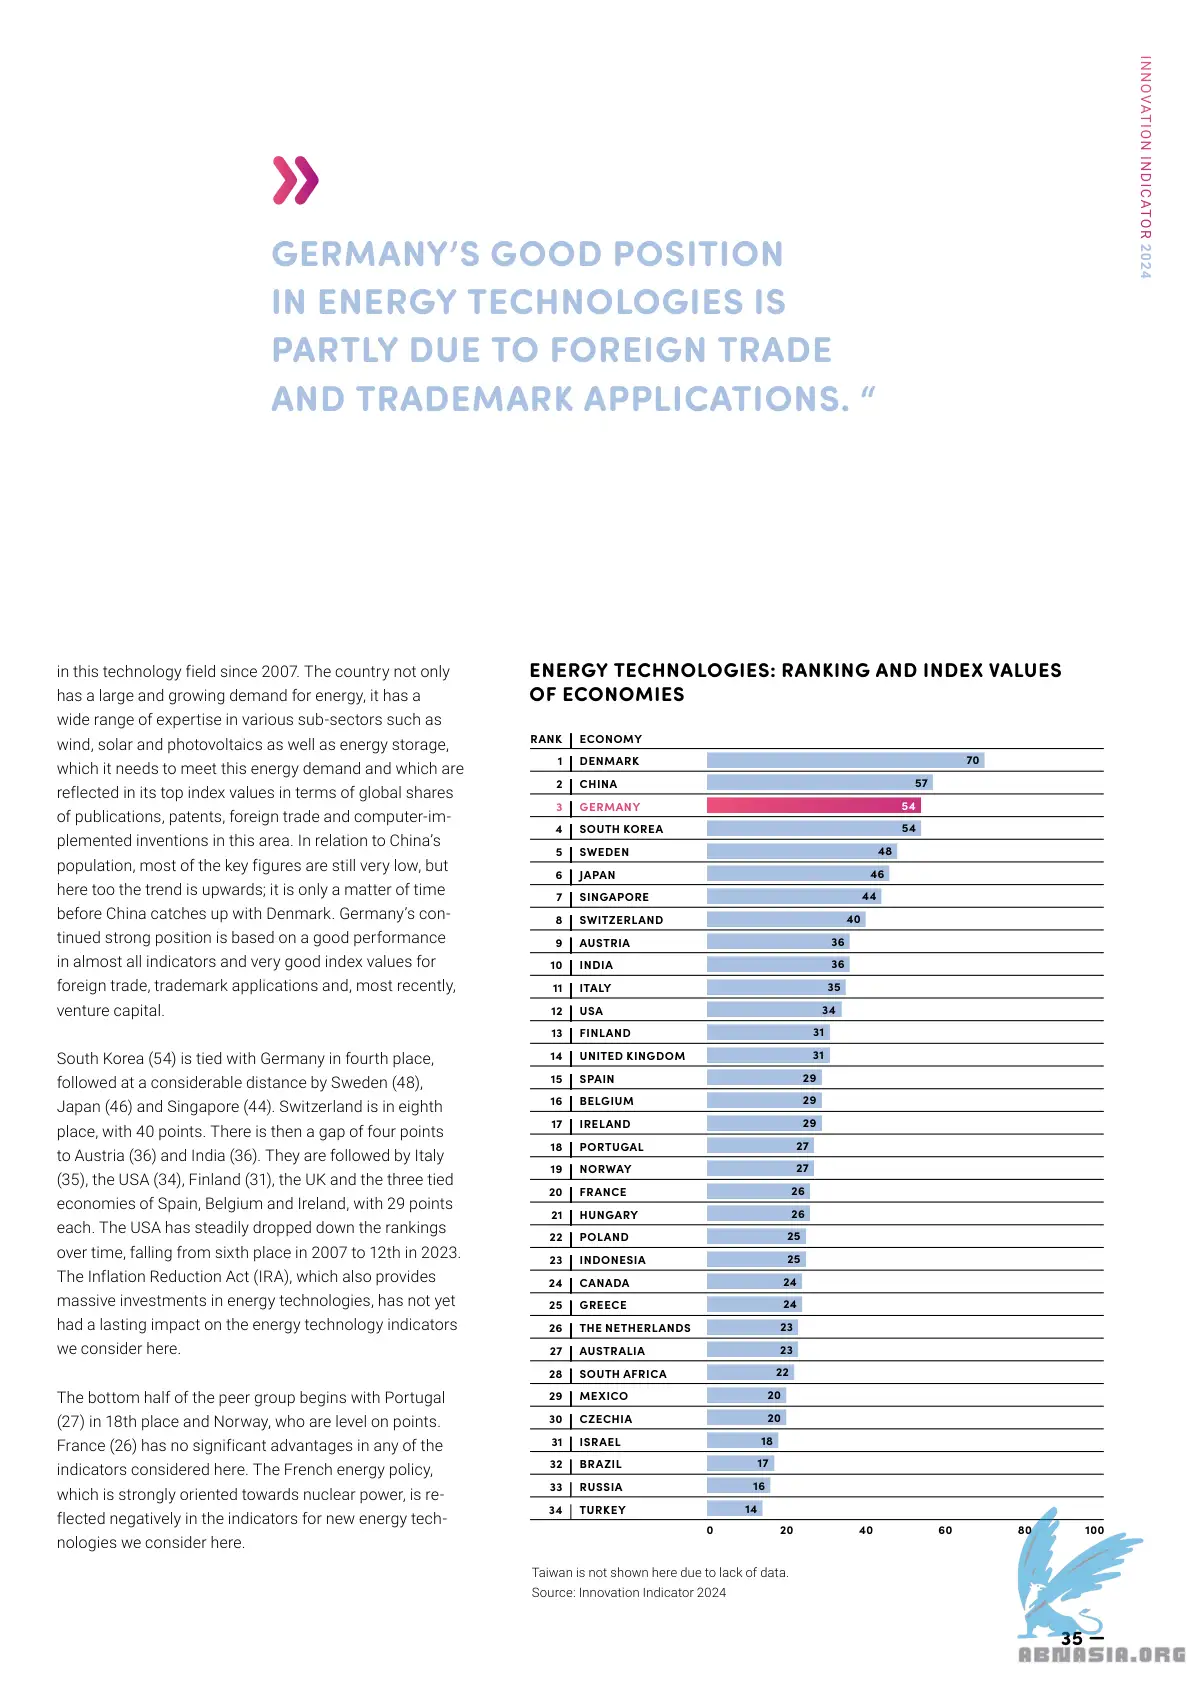 INNOVATION INDICATOR 2024
GERMANY’S GOOD POSITION
IN ENERGY TECHNOLOGIES IS
PARTLY DUE TO FOREIGN TRADE
AND TRADEMARK APPLICATIONS. “
in this technology field since 2007. The country not only
has a large and growing demand for energy, it has a
wide range of expertise in various sub-sectors such as
wind, solar and photovoltaics as well as energy storage,
which it needs to meet this energy demand and which are
reflected in its top index values in terms of global shares
of publications, patents, foreign trade and computer-im-
plemented inventions in this area. In relation to China’s
population, most of the key figures are still very low, but
here too the trend is upwards; it is only a matter of time
before China catches up with Denmark. Germany’s con-
tinued strong position is based on a good performance
in almost all indicators and very good index values for
foreign trade, trademark applications and, most recently,
venture capital.
South Korea (54) is tied with Germany in fourth place,
followed at a considerable distance by Sweden (48),
Japan (46) and Singapore (44). Switzerland is in eighth
place, with 40 points. There is then a gap of four points
to Austria (36) and India (36). They are followed by Italy
(35), the USA (34), Finland (31), the UK and the three tied
economies of Spain, Belgium and Ireland, with 29 points
each. The USA has steadily dropped down the rankings
over time, falling from sixth place in 2007 to 12th in 2023.
The Inflation Reduction Act (IRA), which also provides
massive investments in energy technologies, has not yet
had a lasting impact on the energy technology indicators
we consider here.
The bottom half of the peer group begins with Portugal
(27) in 18th place and Norway, who are level on points.
France (26) has no significant advantages in any of the
indicators considered here. The French energy policy,
which is strongly oriented towards nuclear power, is re-
flected negatively in the indicators for new energy tech-
nologies we consider here.
ENERGY TECHNOLOGIES: RANKING AND INDEX VALUES
OF ECONOMIES
RANK ECONOMY
1 DENMARK 70
2 CHINA 57
3 GERMANY 54
4 SOUTH KOREA 54
5 SWEDEN 48
6 JAPAN 46
7 SINGAPORE 44
8 SWITZERLAND 40
9 AUSTRIA 36
10 INDIA 36
11 ITALY 35
12 USA 34
13 FINLAND 31
14 UNITED KINGDOM 31
15 SPAIN 29
16 BELGIUM 29
17 IRELAND 29
18 PORTUGAL 27
19 NORWAY 27
20 FRANCE 26
21 HUNGARY 26
22 POLAND 25
23 INDONESIA 25
24 CANADA 24
25 GREECE 24
26 THE NETHERLANDS 23
27 AUSTRALIA 23
28 SOUTH AFRICA 22
29 MEXICO 20
30 CZECHIA 20
31 ISRAEL 18
32 BRAZIL 17
33 RUSSIA 16
34 TURKEY 14
0 20 40 60 80 100
Taiwan is not shown here due to lack of data.
Source: Innovation Indicator 2024
35 —
ABNASIA.ORG